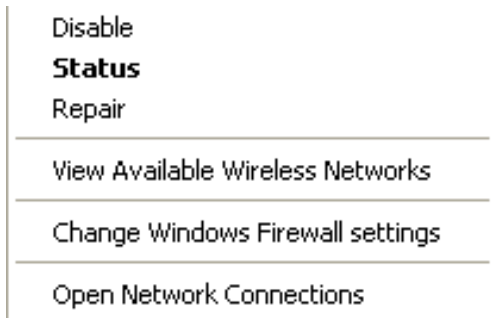 Disable
Status
Repair
View Available Wireless Networks
Change Windows Firewall settings
Open Network Connections